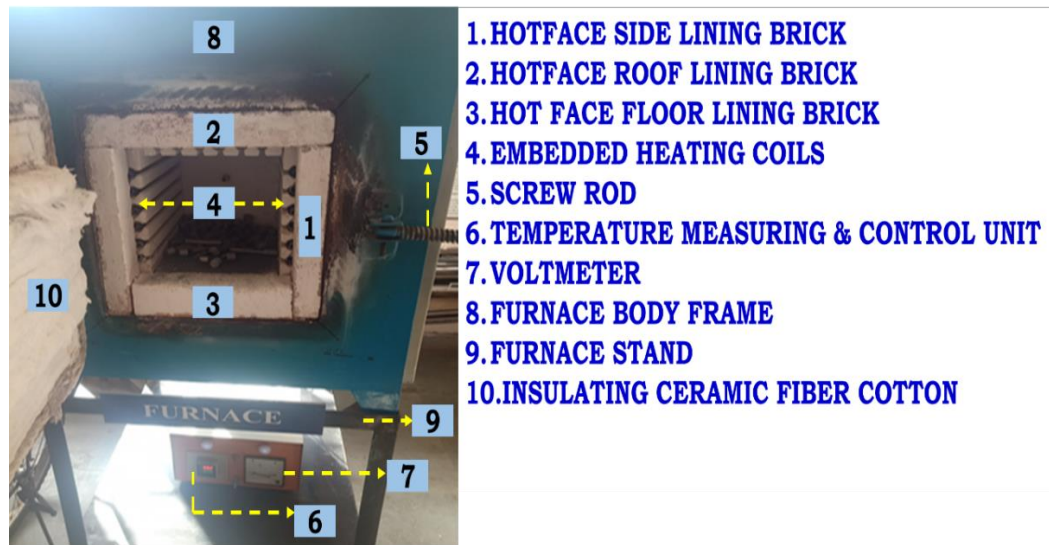 8
2
5
4
1
10
3
FURNACE
9
7
6
1.HOTFACE SIDE LINING BRICK
2.HOTFACE ROOF LINING BRICK
3.HOT FACE FLOOR LINING BRICK
4.EMBEDDED HEATING COILS
5.SCREW ROD
6.TEMPERATURE MEASURING & CONTROL UNIT
7.VOLTMETER
8.FURNACE BODY FRAME
9.FURNACE STAND
10.INSULATING CERAMIC FIBER COTTON